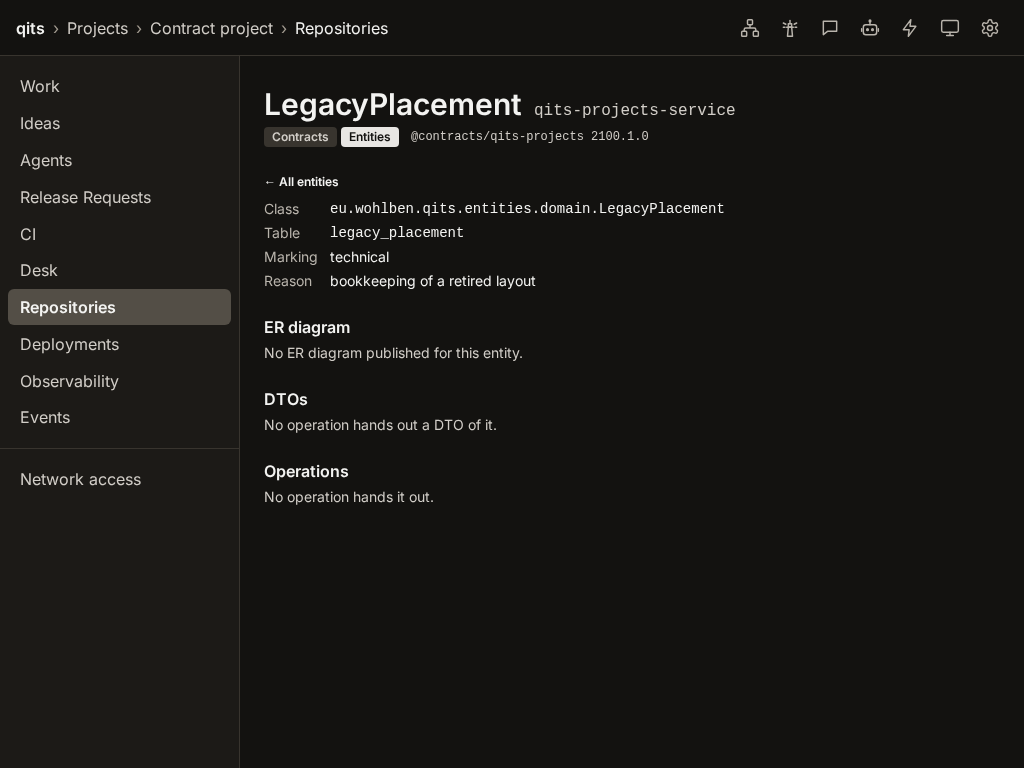 qits › Projects › Contract project › Repositories
Work
Ideas
Agents
Release Requests
CI
Desk
Repositories
Deployments
Observability
Events
Network access
LegacyPlacement qits-projects-service
Contracts Entities @contracts/qits-projects 2100.1.0
← All entities
Class eu.wohlben.qits.entities.domain.LegacyPlacement
Table legacy_placement
Marking technical
Reason bookkeeping of a retired layout
ER diagram
No ER diagram published for this entity.
DTOs
No operation hands out a DTO of it.
Operations
No operation hands it out.